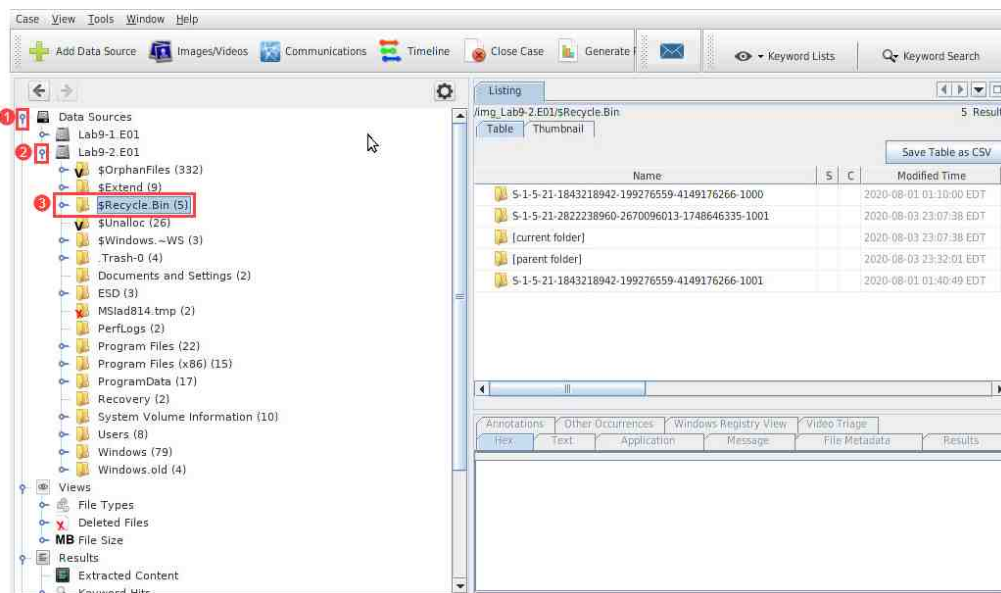 Case View Tools Window Help
Add Data Source Images/Videos Communications Timeline Close Case Generate Keyword Lists Keyword Search
Listing
/img_Lab9-2.E01/$Recycle.Bin 5 Result
Table Thumbnail
Save Table as CSV
Name S C Modified Time
S-1-5-21-1843218942-199276559-4149176266-1000 2020-08-01 01:10:00 EDT
S-1-5-21-2822238960-2670096013-1748646335-1001 2020-08-03 23:07:38 EDT
[current folder] 2020-08-03 23:07:38 EDT
[parent folder] 2020-08-03 23:32:01 EDT
S-1-5-21-1843218942-199276559-4149176266-1001 2020-08-01 01:40:49 EDT
1 Data Sources
Lab9-1.E01
2 Lab9-2.E01
$OrphanFiles (332)
$Extend (9)
3 $Recycle.Bin (5)
$Unalloc (26)
$Windows.~WS (3)
.Trash-0 (4)
Documents and Settings (2)
ESD (3)
MSIad814.tmp (2)
PerfLogs (2)
Program Files (22)
Program Files (x86) (15)
ProgramData (17)
Recovery (2)
System Volume Information (10)
Users (8)
Windows (79)
Windows.old (4)
Views
File Types
Deleted Files
MB File Size
Results
Extracted Content
Keyword Hits
Annotations Other Occurrences Windows Registry View Video Triage
Hex Text Application Message File Metadata Results